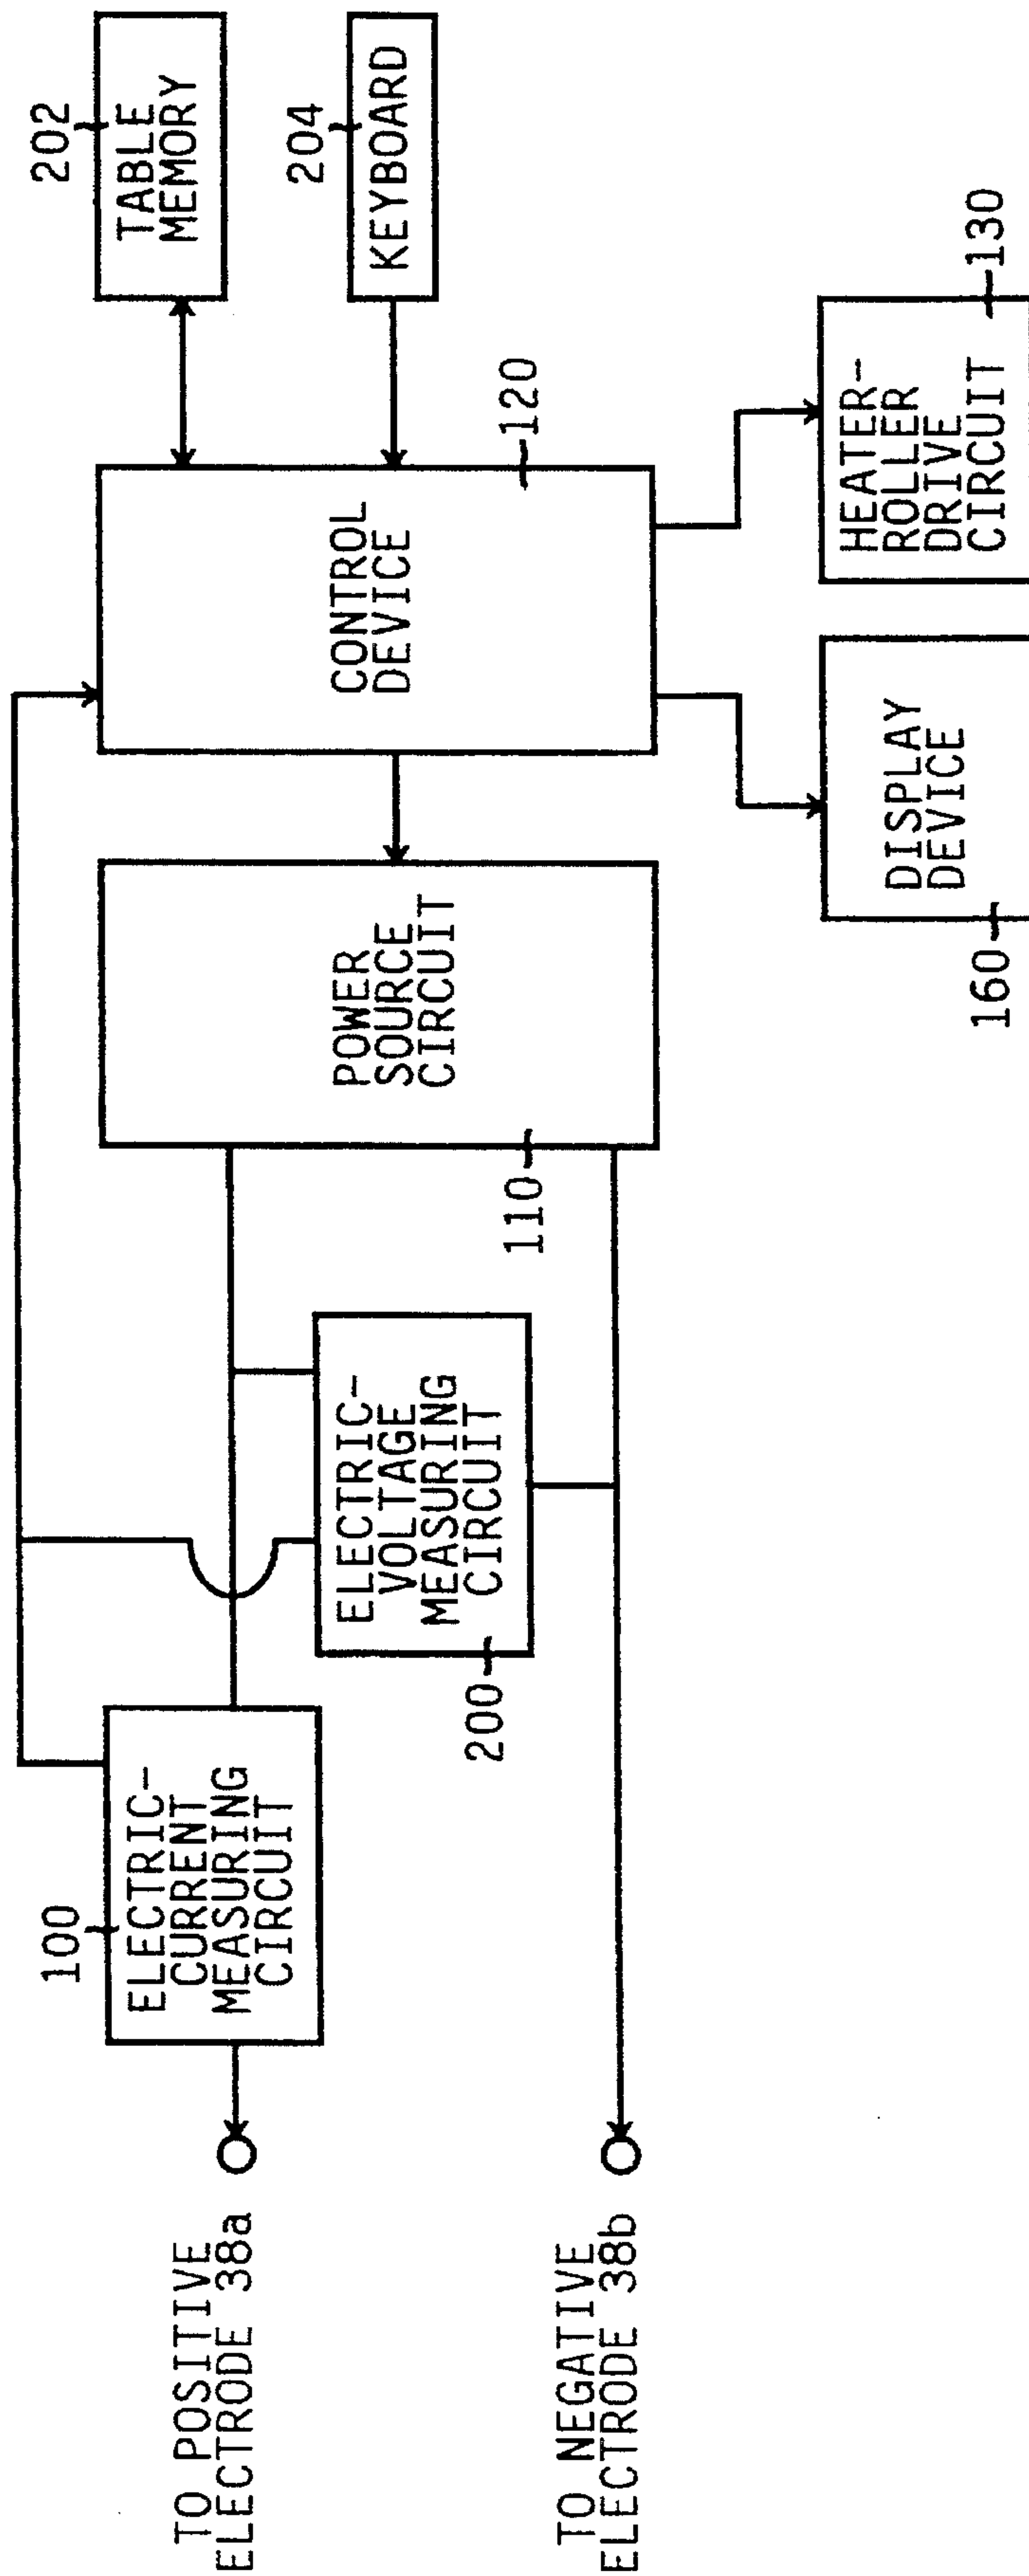 202
TABLE
MEMORY
204
KEYBOARD
120
CONTROL
DEVICE
HEATER-
ROLLER
DRIVE
CIRCUIT
130
DISPLAY
DEVICE
160
POWER
SOURCE
CIRCUIT
110
ELECTRIC-
VOLTAGE
MEASURING
CIRCUIT
200
100
ELECTRIC-
CURRENT
MEASURING
CIRCUIT
TO POSITIVE
ELECTRODE 38a
TO NEGATIVE
ELECTRODE 38b